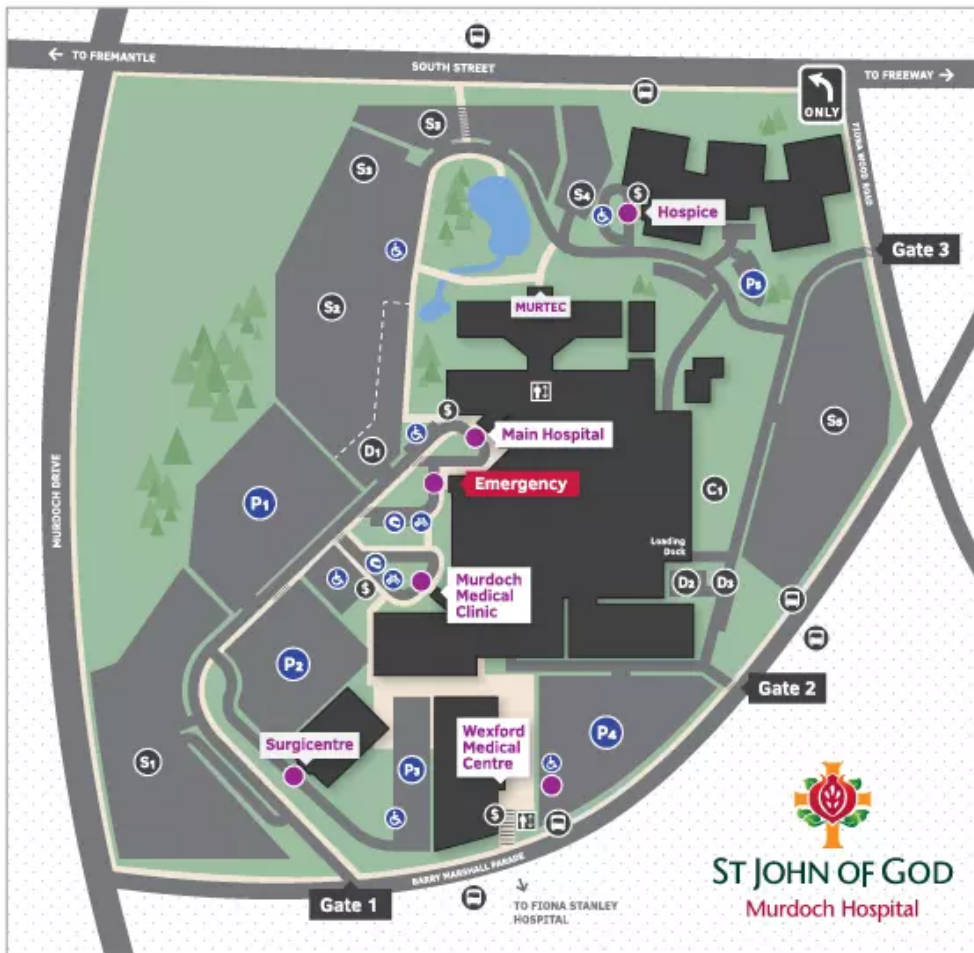 ← TO FREMANTLE
SOUTH STREET
TO FREEWAY →
ONLY
FIONA WOOD ROAD
S3
S3
S4
$
Hospice
Gate 3
P5
S2
MURTEC
$
Main Hospital
D1
S5
Emergency
P1
C1
MURDOCH DRIVE
Loading
Dock
$
Murdoch
Medical
Clinic
D2
D3
P2
Gate 2
Surgicentre
Wexford
Medical
Centre
P4
S1
P3
$
BARRY MARSHALL PARADE
Gate 1
TO FIONA STANLEY
HOSPITAL
ST JOHN OF GOD
Murdoch Hospital